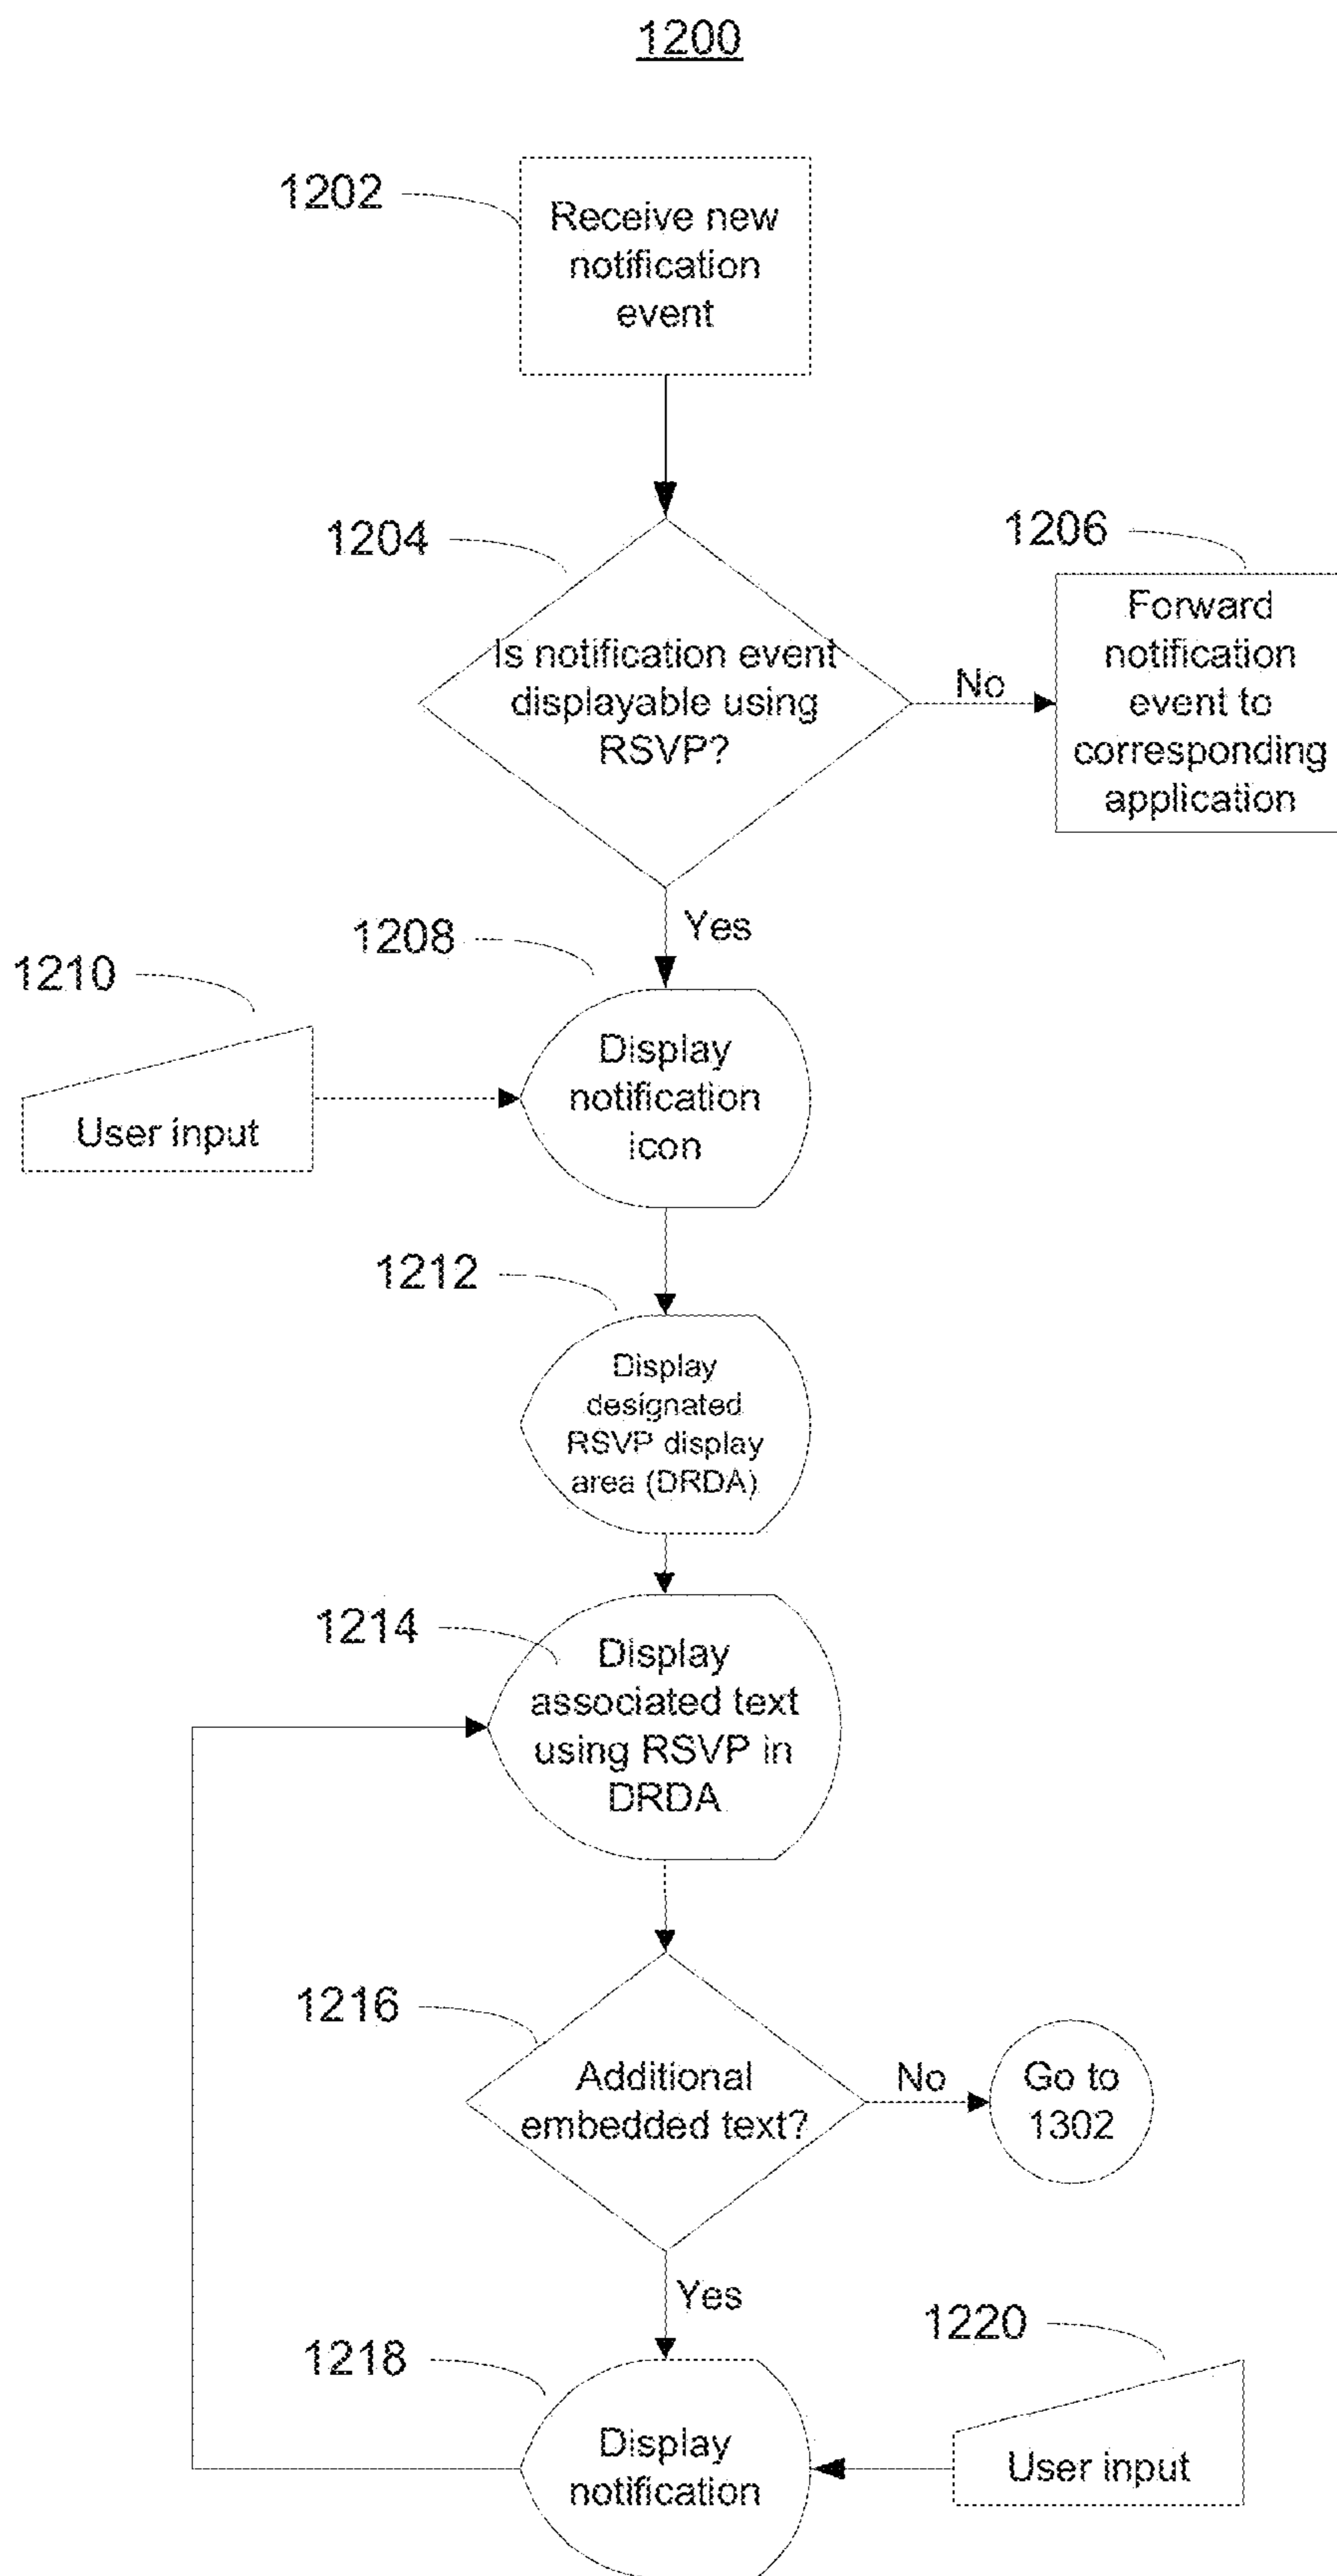 1200
1202
Receive new
notification
event
1204
Is notification event
displayable using
RSVP?
No
1206
Forward
notification
event to
corresponding
application
Yes
1208
1210
User input
Display
notification
icon
1212
Display
designated
RSVP display
area (DRDA)
1214
Display
associated text
using RSVP in
DRDA
1216
Additional
embedded text?
No
Go to
1302
Yes
1218
Display
notification
1220
User input